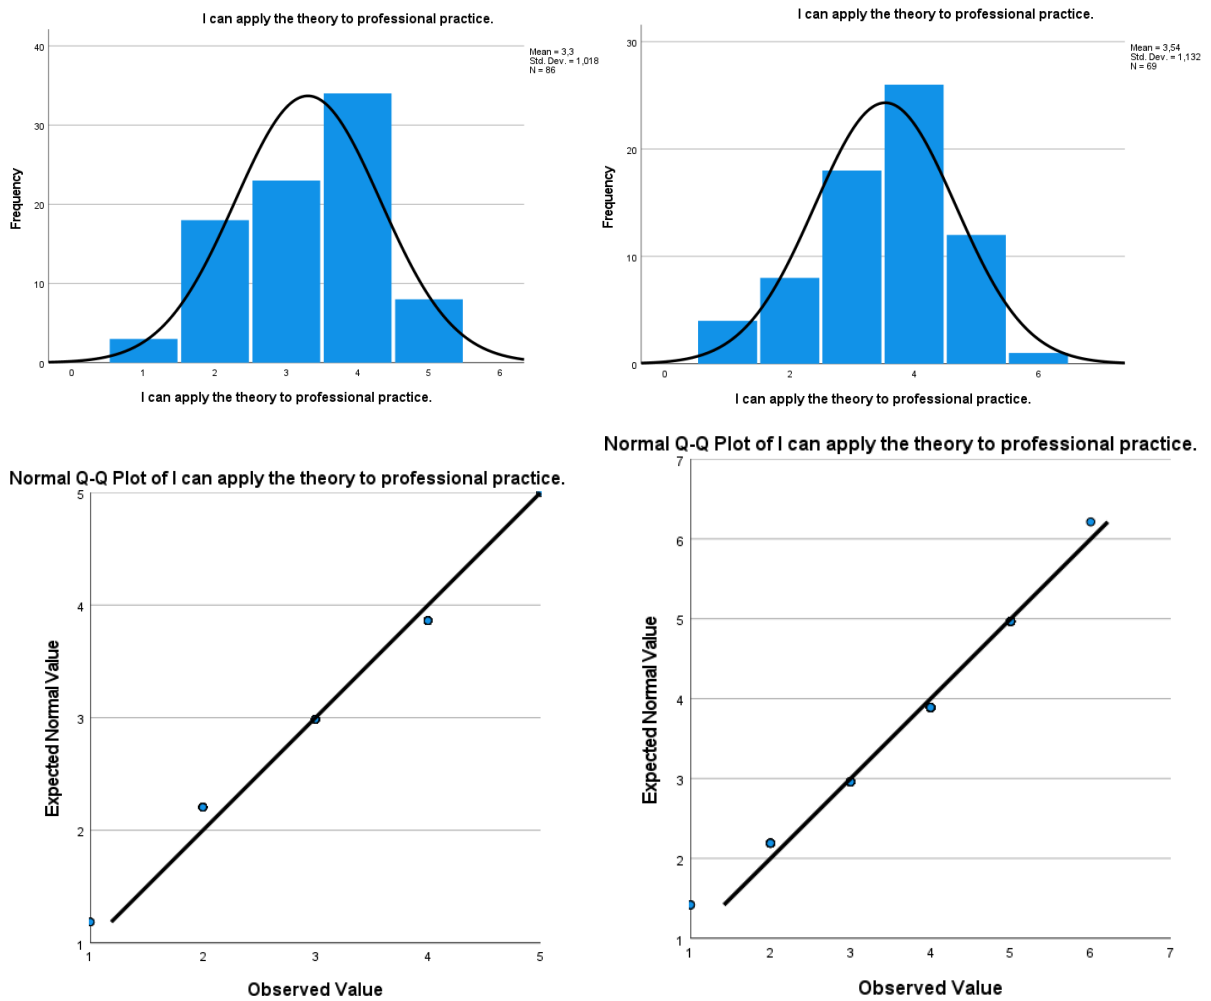 I can apply the theory to professional practice.
Mean = 3,3
Std. Dev. = 1,018
N = 86
40
30
20
10
0
Frequency
0 1 2 3 4 5 6
I can apply the theory to professional practice.
I can apply the theory to professional practice.
Mean = 3,54
Std. Dev. = 1,132
N = 69
30
20
10
0
Frequency
0 2 4 6
I can apply the theory to professional practice.
Normal Q-Q Plot of I can apply the theory to professional practice.
5
4
3
2
1
Expected Normal Value
1 2 3 4 5
Observed Value
Normal Q-Q Plot of I can apply the theory to professional practice.
7
6
5
4
3
2
1
Expected Normal Value
1 2 3 4 5 6 7
Observed Value